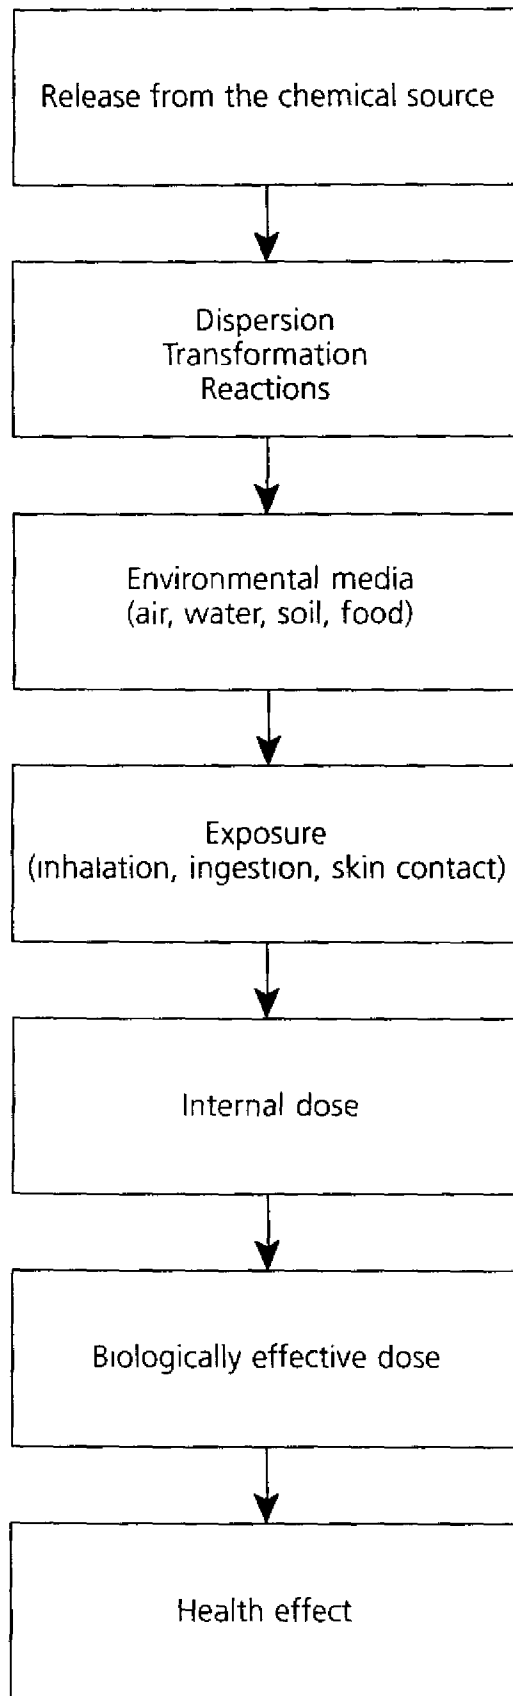 Release from the chemical source
Dispersion
Transformation
Reactions
Environmental media
(air, water, soil, food)
Exposure
(inhalation, ingestion, skin contact)
Internal dose
Biologically effective dose
Health effect